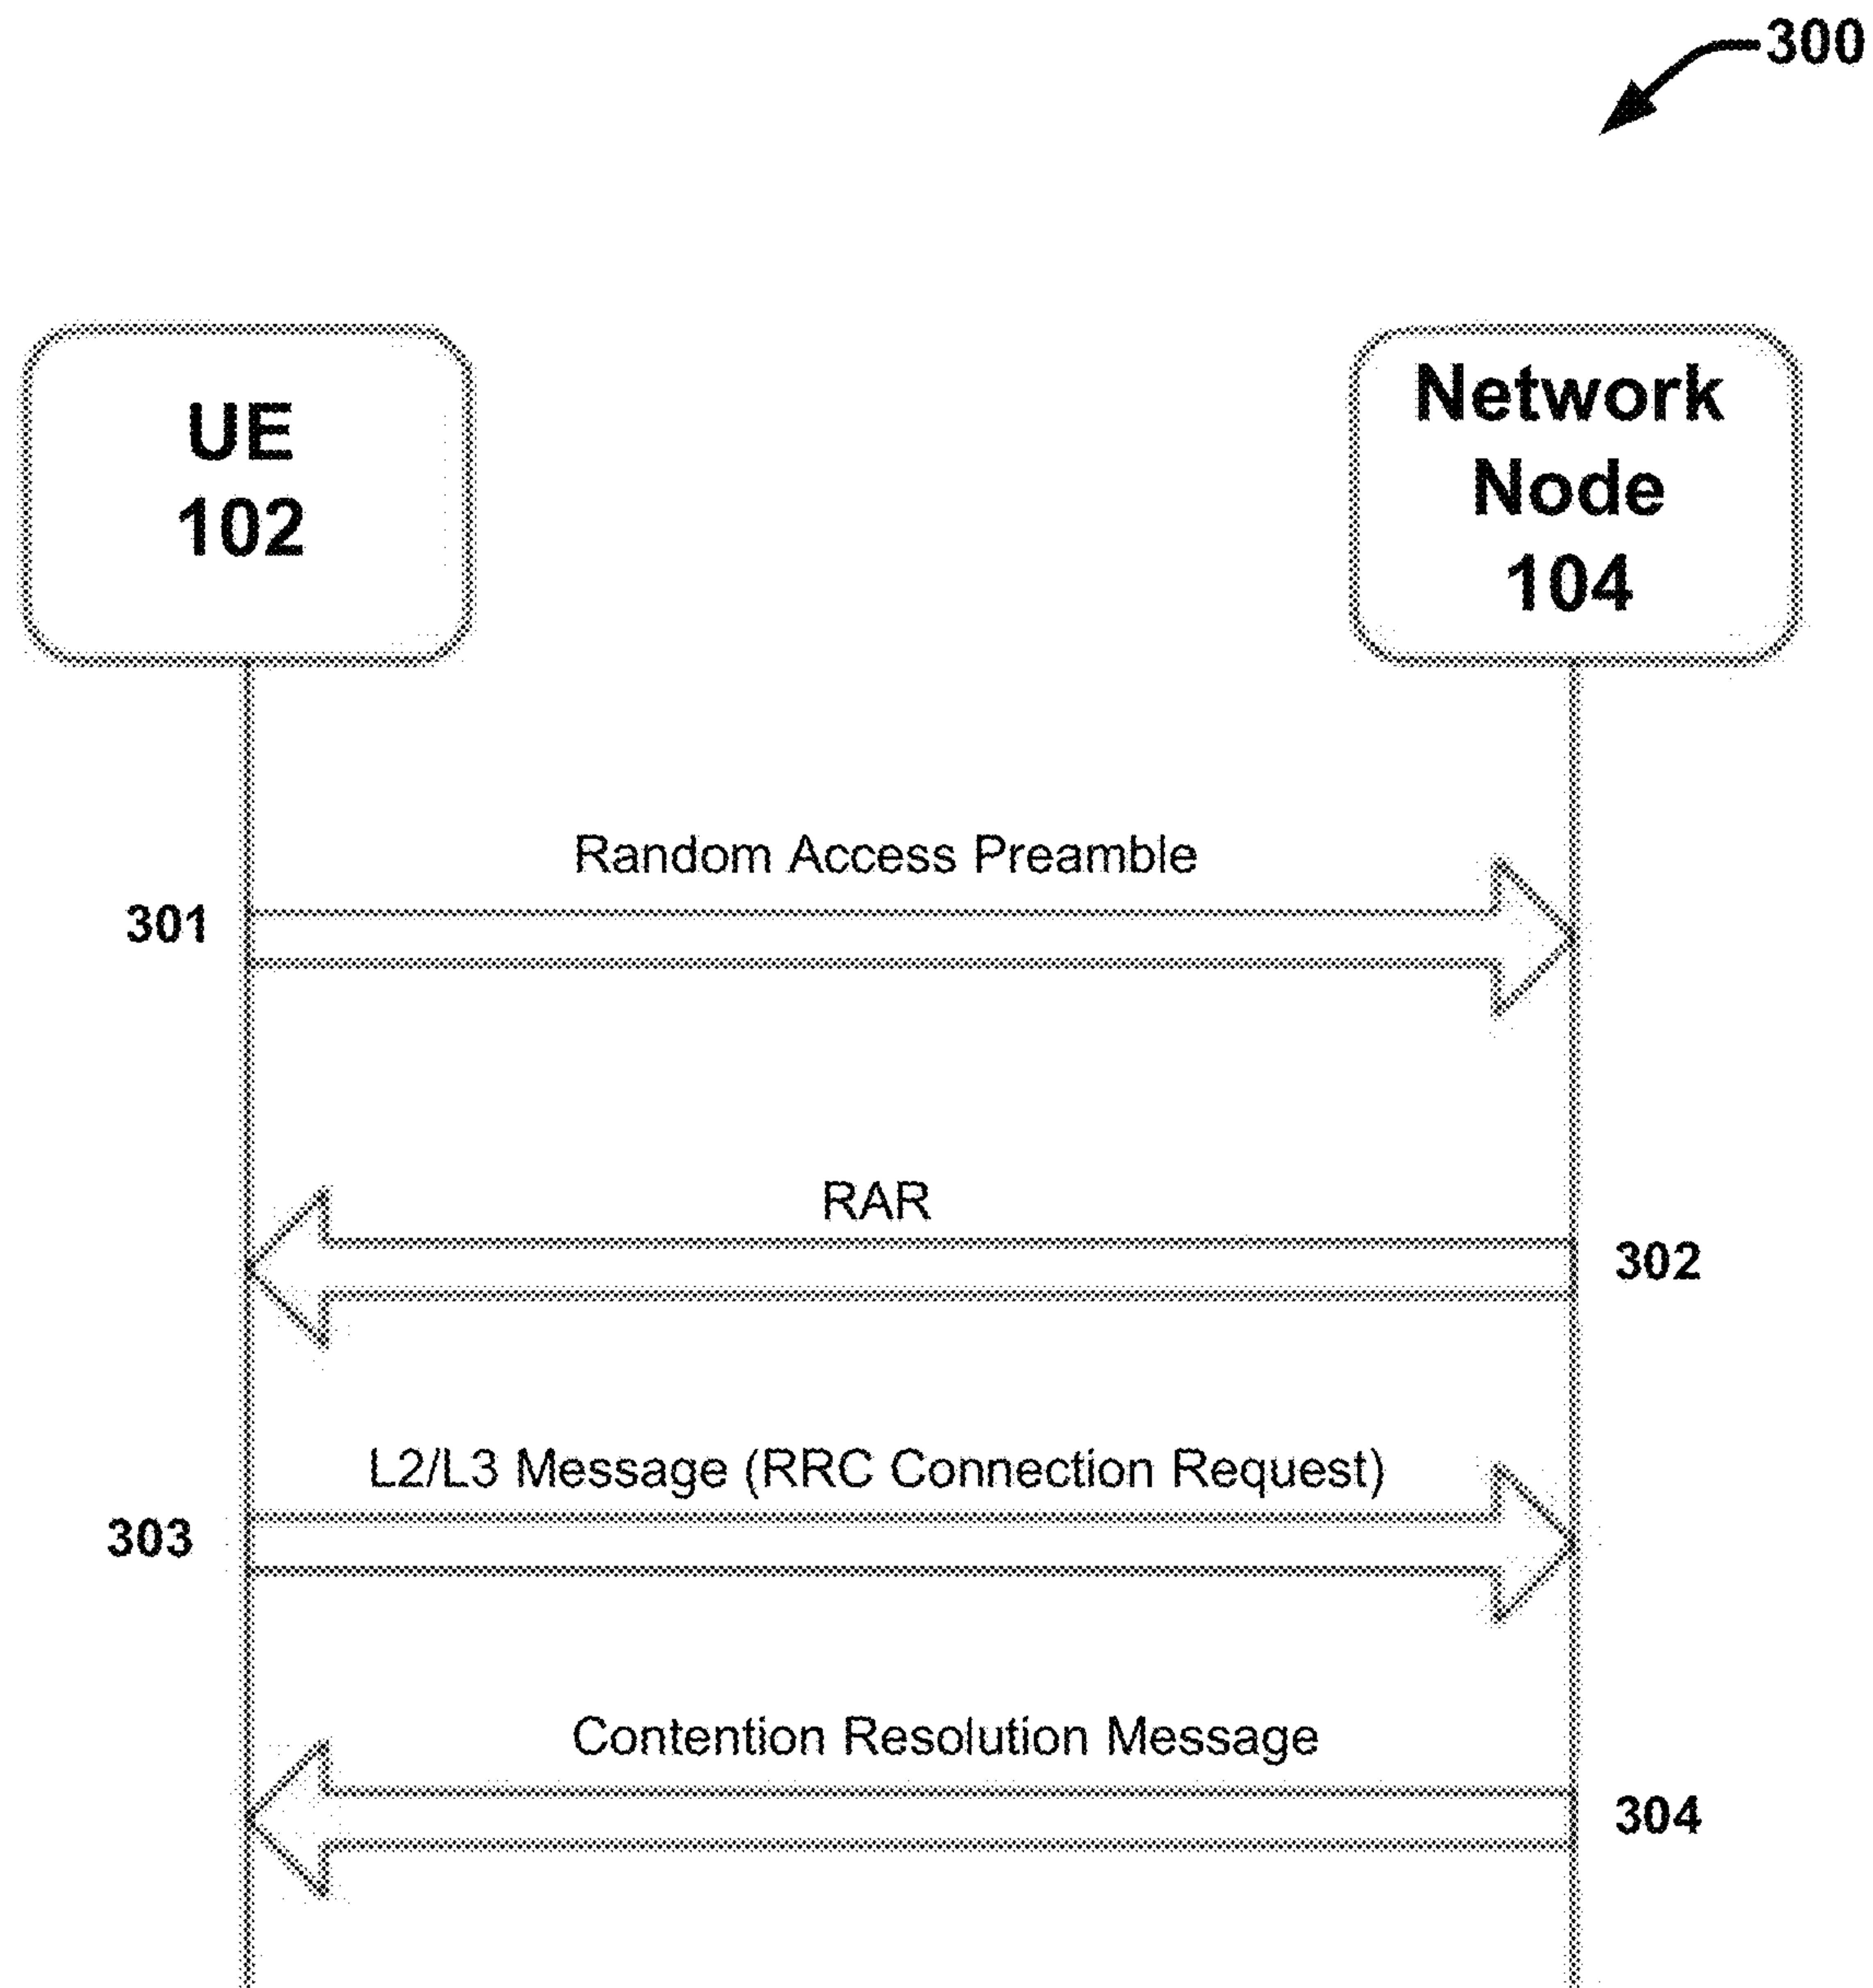 300
UE
102
Network
Node
104
Random Access Preamble
301
RAR
302
L2/L3 Message (RRC Connection Request)
303
Contention Resolution Message
304